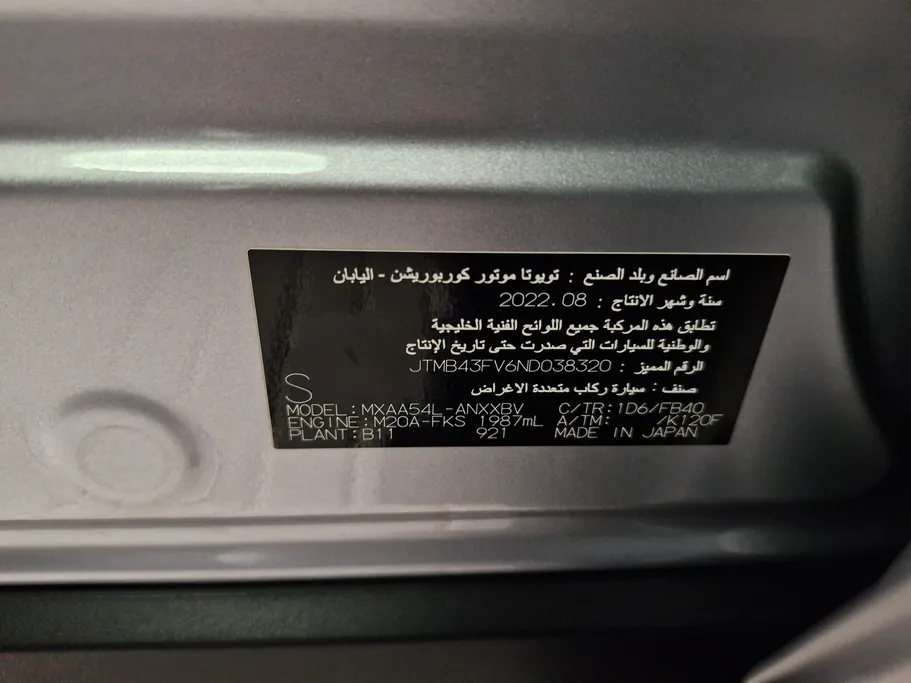 اسم الصانع وبلد الصنع : تويوتا موتور كوربوريشن - اليابان
سنة وشهر الانتاج : 2022.08
تطابق هذه المركبة جميع اللوائح الفنية الخليجية
والوطنية للسيارات التي صدرت حتى تاريخ الإنتاج
الرقم المميز : JTMB43FV6ND038320
صنف : سيارة ركاب متعددة الاغراض
S
MODEL:MXAA54L-ANXXBV C/TR:1D6/FB40
ENGINE:M20A-FKS 1987mL A/TM: /K120F
PLANT:B11 921 MADE IN JAPAN